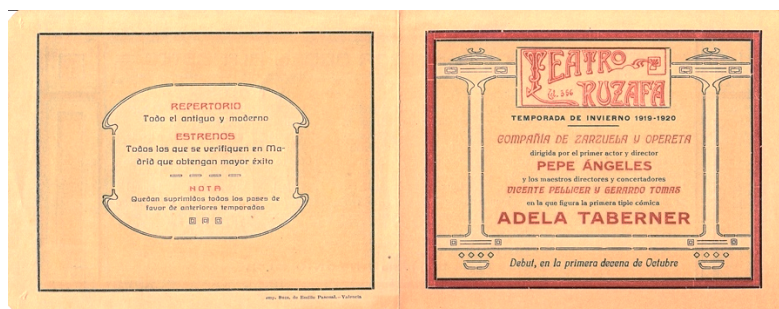 REPERTORIO
Todo el antiguo y moderno
ESTRENOS
Todos los que se verifiquen en Ma-
drid que obtengan mayor éxito
NOTA
Quedan suprimidos todos los pases de
favor de anteriores temporadas
Imp. Suce. de Emilio Pascual. - Valencia
TEATRO
RUZAFA
TEMPORADA DE INVIERNO 1919-1920
COMPAÑÍA DE ZARZUELA Y OPERETA
dirigida por el primer actor y director
PEPE ÁNGELES
y los maestros directores y concertadores
VICENTE PELLICER Y GERARDO TOMAS
en la que figura la primera tiple cómica
ADELA TABERNER
Debut, en la primera decena de Octubre